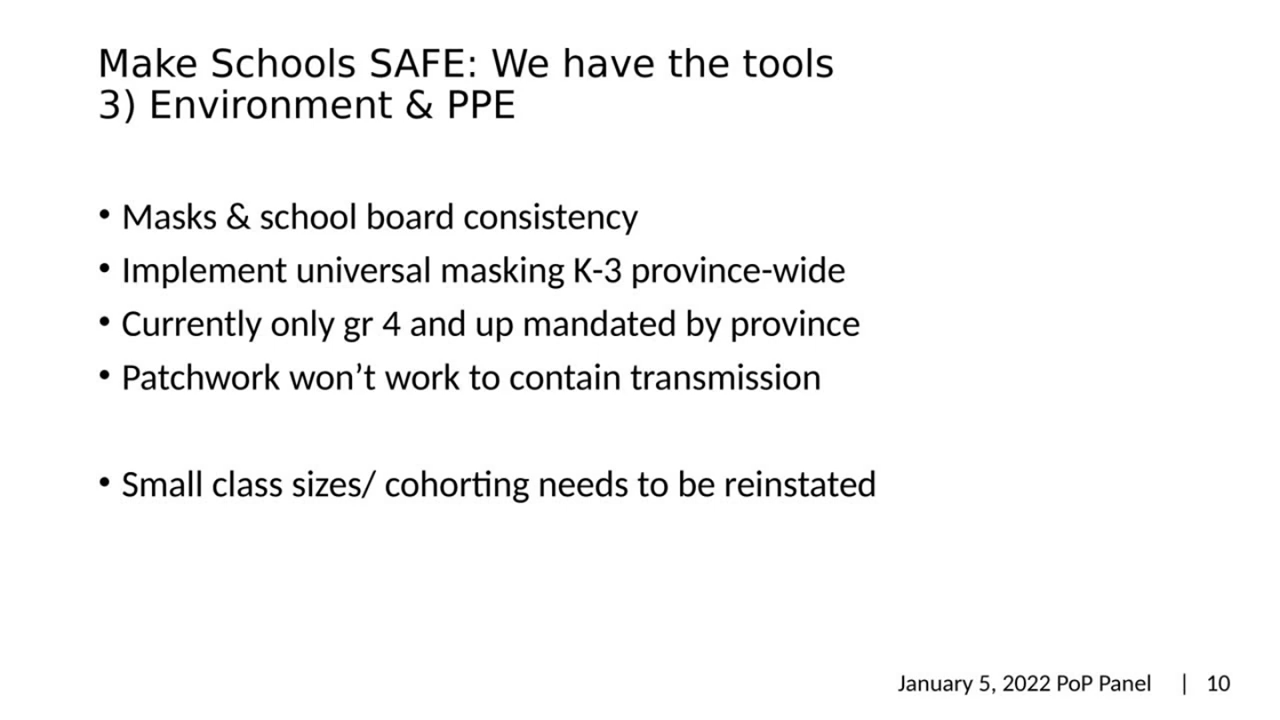 Make Schools SAFE: We have the tools
3) Environment & PPE
• Masks & school board consistency
• Implement universal masking K-3 province-wide
• Currently only gr 4 and up mandated by province
• Patchwork won’t work to contain transmission
• Small class sizes/ cohorting needs to be reinstated
January 5, 2022 PoP Panel | 10